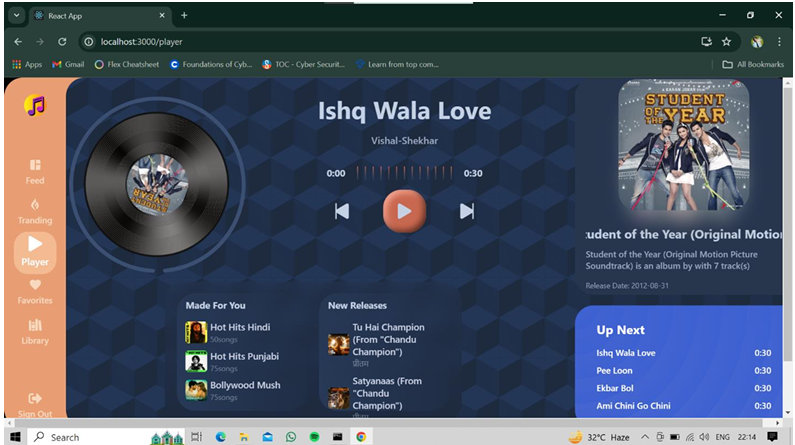 React App
localhost:3000/player
Apps
Gmail
Flex Cheatsheet
Foundations of Cyb...
TOC - Cyber Securit...
Learn from top com...
All Bookmarks
Feed
Tranding
Player
Favorites
Library
Sign Out
Ishq Wala Love
Vishal-Shekhar
0:00
0:30
Made For You
Hot Hits Hindi
50songs
Hot Hits Punjabi
75songs
Bollywood Mush
75songs
New Releases
Tu Hai Champion
(From "Chandu
Champion")
प्रीतम
Satyanaas (From
"Chandu
Champion")
प्रीतम
STUDENT
OF THE YEAR
tudent of the Year (Original Motion
Student of the Year (Original Motion Picture
Soundtrack) is an album by with 7 track(s)
Release Date: 2012-08-31
Up Next
Ishq Wala Love 0:30
Pee Loon 0:30
Ekbar Bol 0:30
Ami Chini Go Chini 0:30
Search
32°C Haze
ENG
22:14